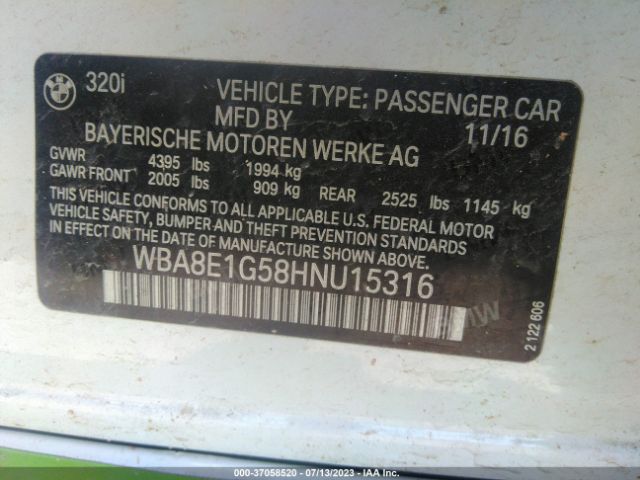 320i VEHICLE TYPE: PASSENGER CAR
MFD BY 11/16
BAYERISCHE MOTOREN WERKE AG
GVWR 4395 lbs 1994 kg
GAWR FRONT 2005 lbs 909 kg REAR 2525 lbs 1145 kg
THIS VEHICLE CONFORMS TO ALL APPLICABLE U.S. FEDERAL MOTOR
VEHICLE SAFETY, BUMPER AND THEFT PREVENTION STANDARDS
IN EFFECT ON THE DATE OF MANUFACTURE SHOWN ABOVE.
WBA8E1G58HNU15316
2 122 606
000-37058520 - 07/13/2023 - IAA Inc.